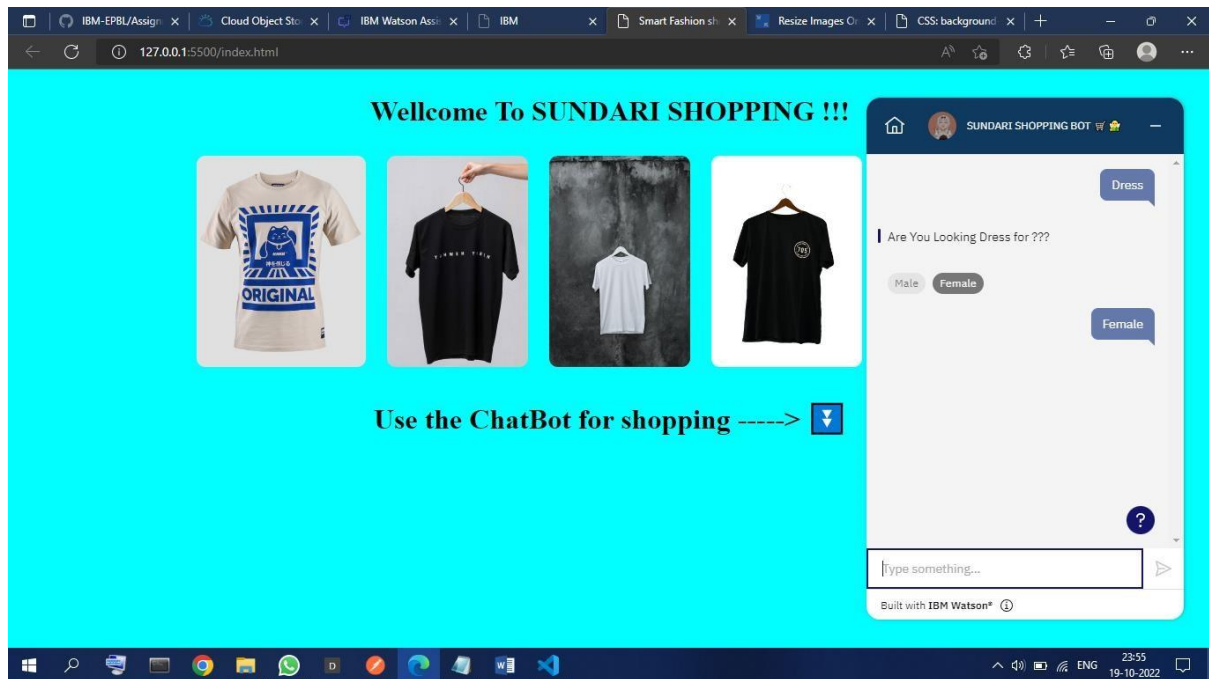 IBM-EPBL/Assign
Cloud Object Sto
IBM Watson Assis
IBM
Smart Fashion sh
Resize Images On
CSS: background
127.0.0.1:5500/index.html
Wellcome To SUNDARI SHOPPING !!!
ORIGINAL
Use the ChatBot for shopping ----->
SUNDARI SHOPPING BOT
Dress
Are You Looking Dress for ???
Male Female
Female
?
Type something...
Built with IBM Watson®
ENG
23:55
19-10-2022